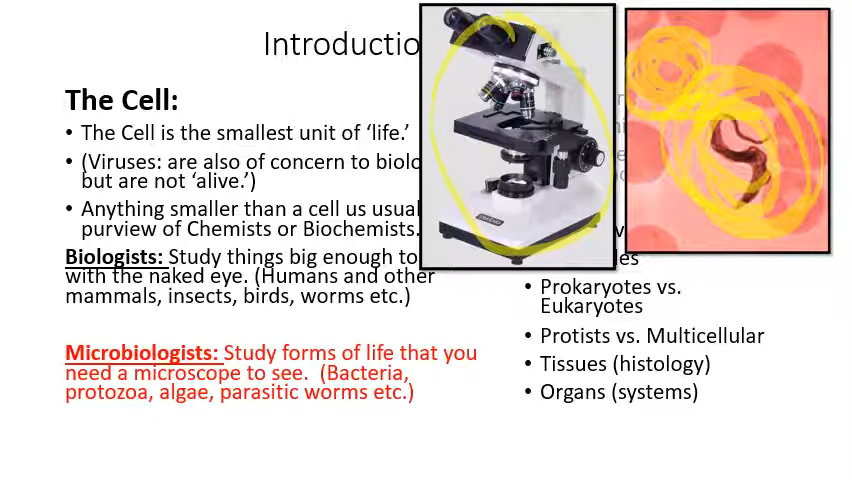 Introductio
The Cell:
• The Cell is the smallest unit of ‘life.’
• (Viruses: are also of concern to biolo
but are not ‘alive.’)
• Anything smaller than a cell us usual
purview of Chemists or Biochemists.
Biologists: Study things big enough to
with the naked eye. (Humans and other
mammals, insects, birds, worms etc.)
Microbiologists: Study forms of life that you
need a microscope to see. (Bacteria,
protozoa, algae, parasitic worms etc.)
• Prokaryotes vs.
Eukaryotes
• Protists vs. Multicellular
• Tissues (histology)
• Organs (systems)